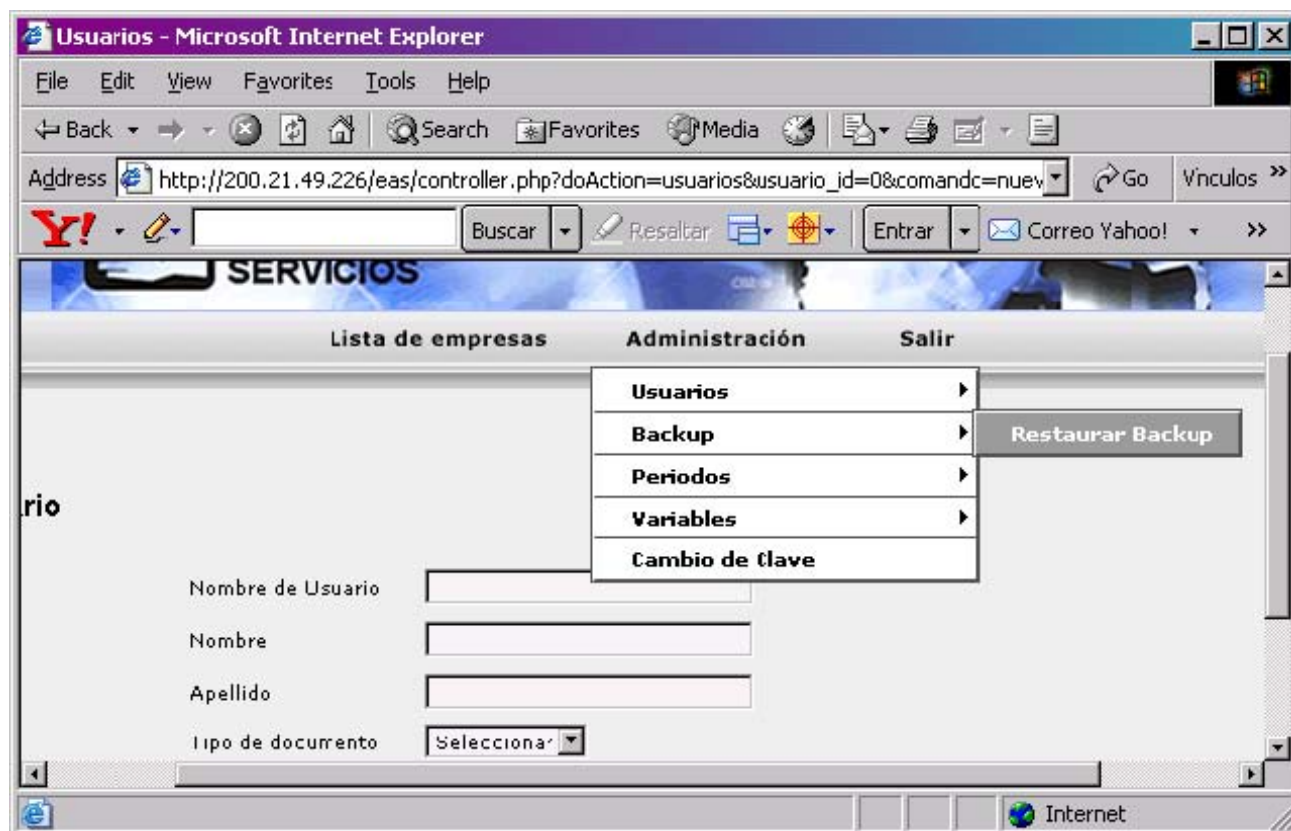 Usuarios - Microsoft Internet Explorer
File Edit View Favorites Tools Help
Back Search Favorites Media
Address http://200.21.49.226/eas/controller.php?doAction=usuarios&usuario_id=0&comandc=nuev Go Vnculos »
Y! Buscar Resaltar Entrar Correo Yahoo! »
SERVICIOS
Lista de empresas Administración Salir
Usuarios
Backup Restaurar Backup
Periodos
rio
Variables
Cambio de Clave
Nombre de Usuario
Nombre
Apellido
Tipo de documento Seleccionar
Internet